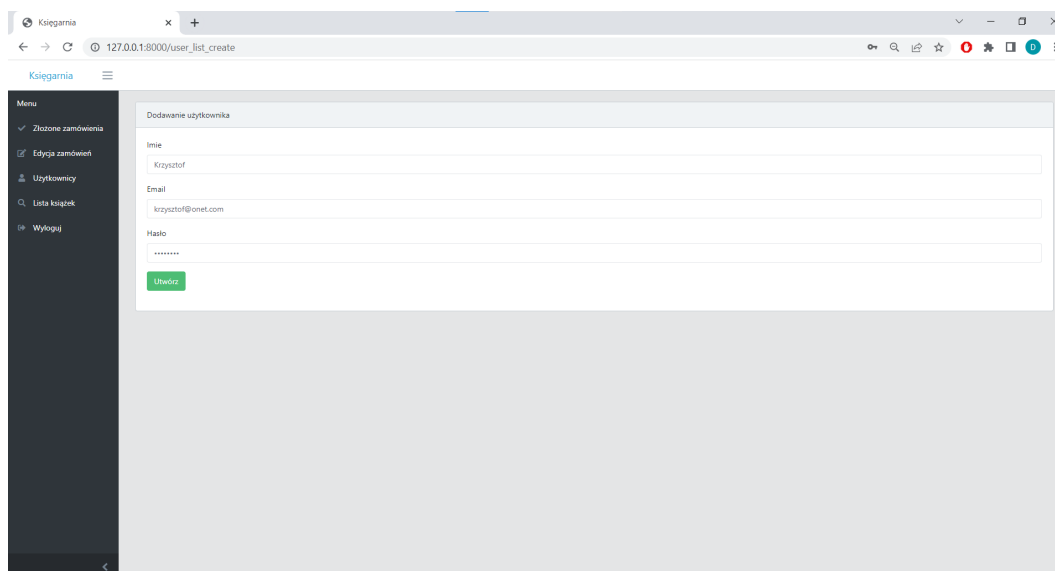 Księgarnia
127.0.0.1:8000/user_list_create
D
Księgarnia
Menu
Złożone zamówienia
Edycja zamówień
Użytkownicy
Lista książek
Wyloguj
Dodawanie użytkownika
Imie
Krzysztof
Email
krzysztof@onet.com
Hasło
••••••••
Utwórz